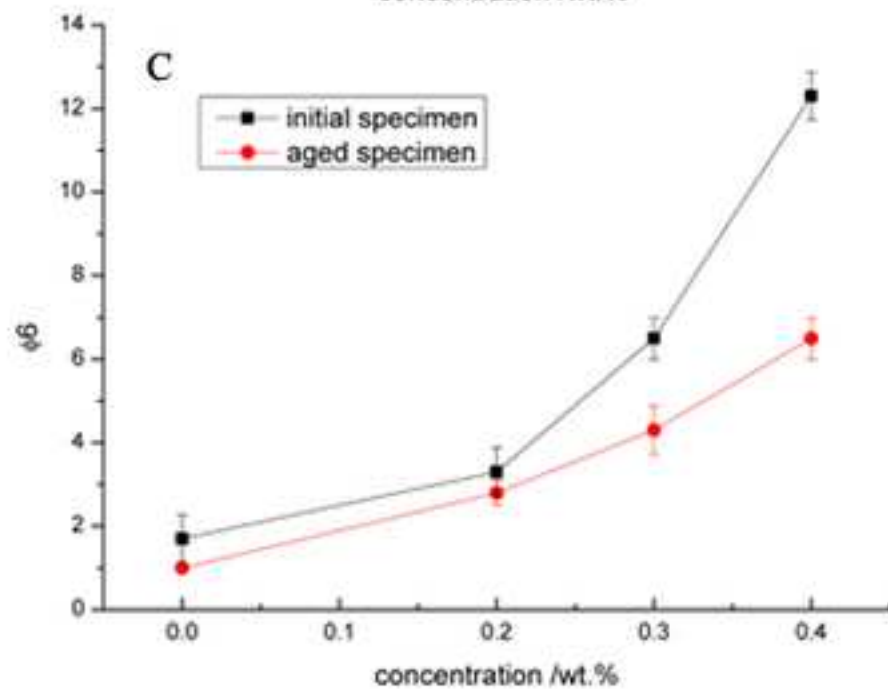 14
C
12
initial specimen
aged specimen
10
8
φ6
6
4
2
0
0.0 0.1 0.2 0.3 0.4
concentration /wt.%